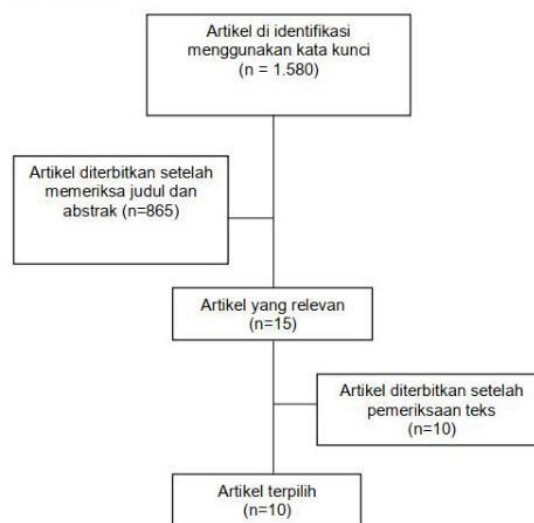 Artikel di identifikasi
menggunakan kata kunci
(n = 1.580)
Artikel diterbitkan setelah
memeriksa judul dan
abstrak (n=865)
Artikel yang relevan
(n=15)
Artikel diterbitkan setelah
pemeriksaan teks
(n=10)
Artikel terpilih
(n=10)